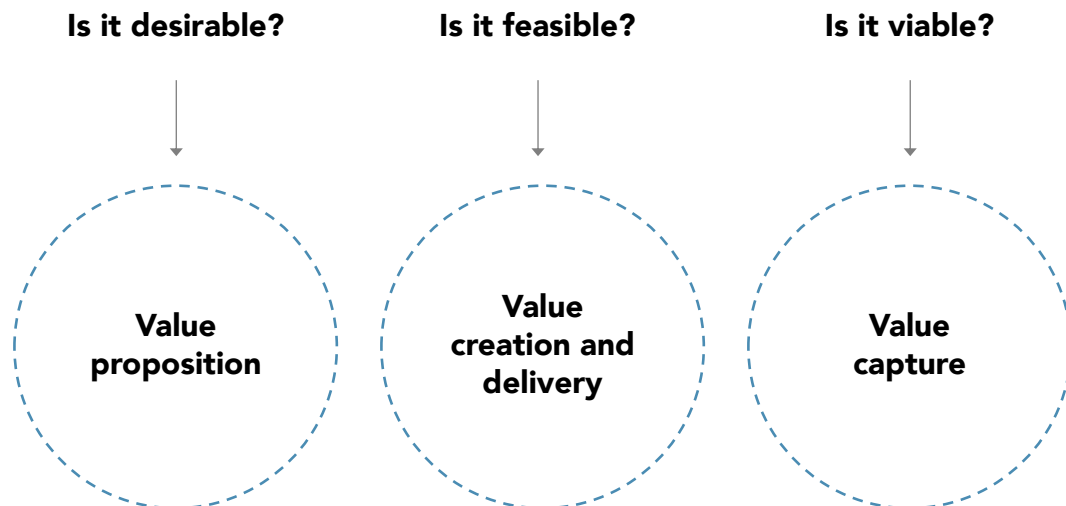 Is it desirable?
Is it feasible?
Is it viable?
Value
proposition
Value
creation and
delivery
Value
capture